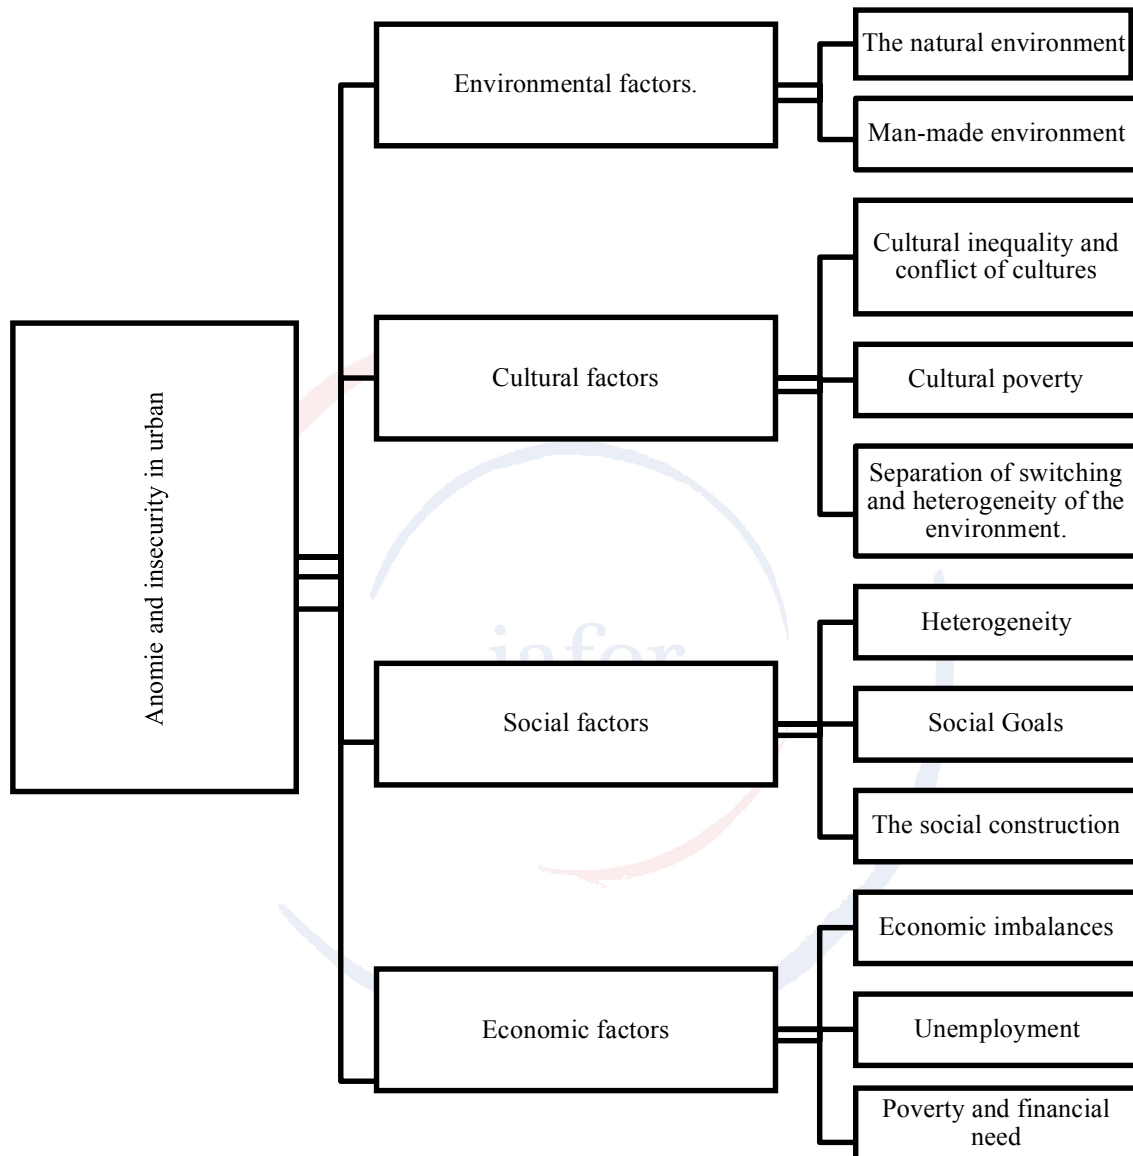 The natural environment
Environmental factors.
Man-made environment
Cultural inequality and
conflict of cultures
Cultural factors
Cultural poverty
Separation of switching
and heterogeneity of the
environment.
Anomie and insecurity in urban
Heterogeneity
iafor
Social factors
Social Goals
The social construction
Economic imbalances
Economic factors
Unemployment
Poverty and financial
need